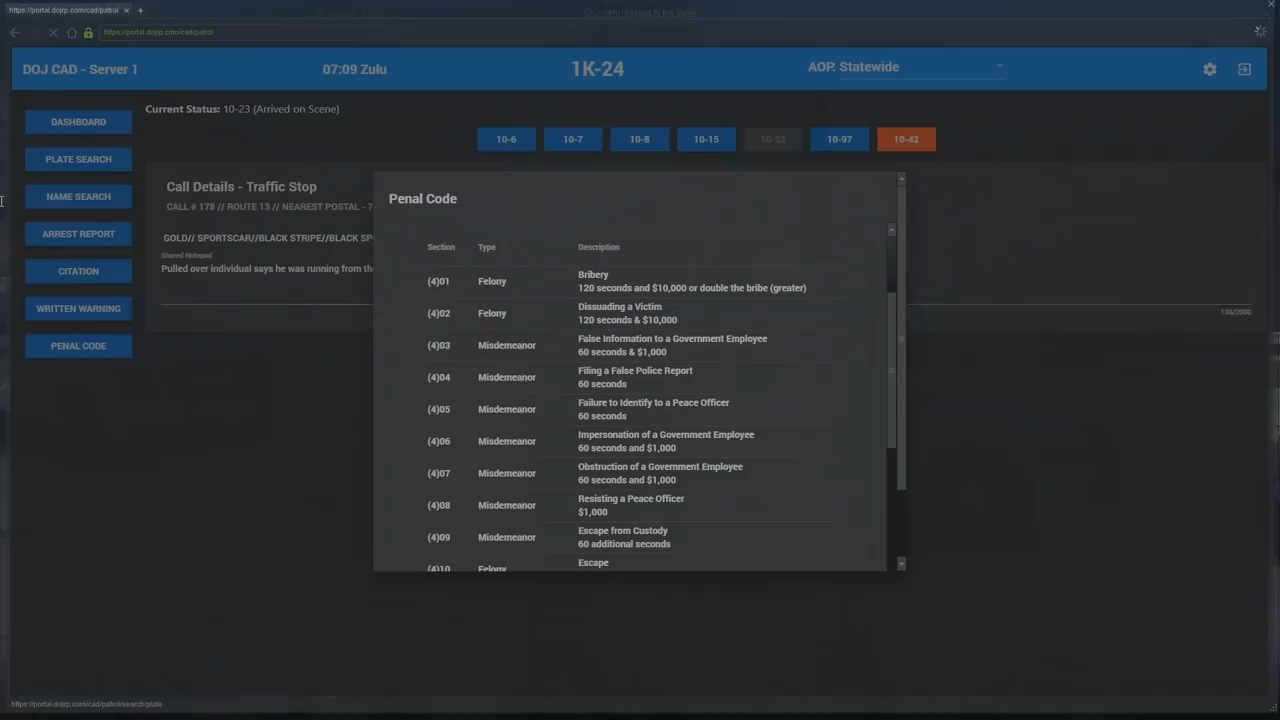 https://portal.dojrp.com/cad/patrol
https://portal.dojrp.com/cad/patrol
DOJ CAD - Server 1
07:09 Zulu
1K-24
AOP: Statewide
DASHBOARD
PLATE SEARCH
NAME SEARCH
ARREST REPORT
CITATION
WRITTEN WARNING
PENAL CODE
Current Status: 10-23 (Arrived on Scene)
10-6 10-7 10-8 10-15 10-23 10-97 10-42
Call Details - Traffic Stop
CALL # 178 // ROUTE 13 // NEAREST POSTAL - 7
GOLD// SPORTSCAR//BLACK STRIPE//BLACK SP
Shared Notepad
Pulled over individual says he was running from the
136/2000
Penal Code
Section Type Description
(4)01 Felony Bribery
120 seconds and $10,000 or double the bribe (greater)
(4)02 Felony Dissuading a Victim
120 seconds & $10,000
(4)03 Misdemeanor False Information to a Government Employee
60 seconds & $1,000
(4)04 Misdemeanor Filing a False Police Report
60 seconds
(4)05 Misdemeanor Failure to Identify to a Peace Officer
60 seconds
(4)06 Misdemeanor Impersonation of a Government Employee
60 seconds and $1,000
(4)07 Misdemeanor Obstruction of a Government Employee
60 seconds and $1,000
(4)08 Misdemeanor Resisting a Peace Officer
$1,000
(4)09 Misdemeanor Escape from Custody
60 additional seconds
(4)10 Felony Escape
https://portal.dojrp.com/cad/patrol/search/plate